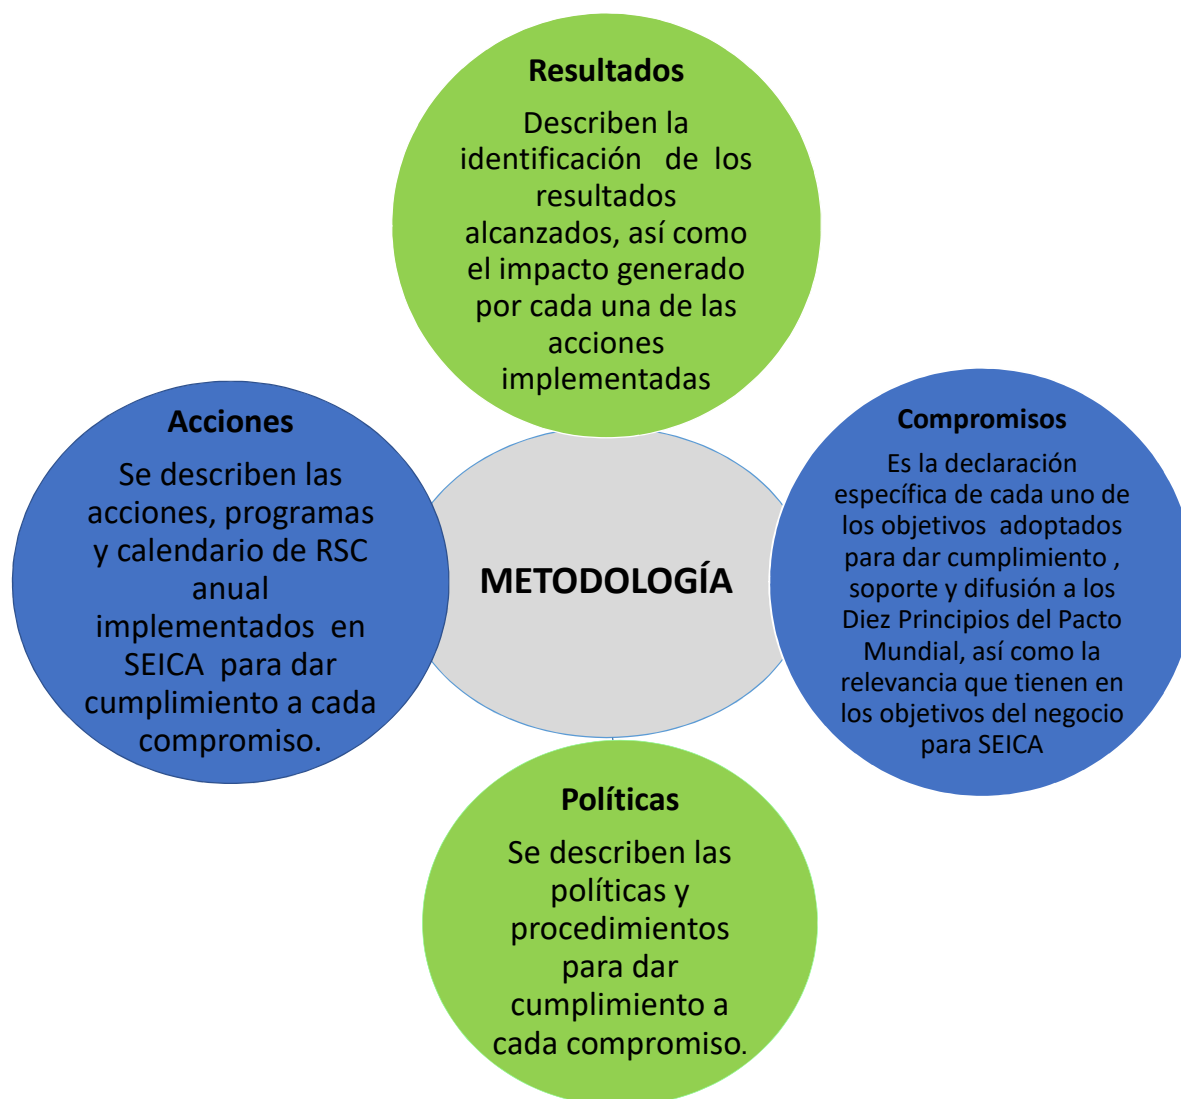 Resultados
Describen la
identificación de los
resultados
alcanzados, así como
el impacto generado
por cada una de las
acciones
implementadas
Acciones
Se describen las
acciones, programas
y calendario de RSC
anual
implementados en
SEICA para dar
cumplimiento a cada
compromiso.
METODOLOGÍA
Compromisos
Es la declaración
específica de cada uno de
los objetivos adoptados
para dar cumplimiento ,
soporte y difusión a los
Diez Principios del Pacto
Mundial, así como la
relevancia que tienen en
los objetivos del negocio
para SEICA
Políticas
Se describen las
políticas y
procedimientos
para dar
cumplimiento a
cada compromiso.